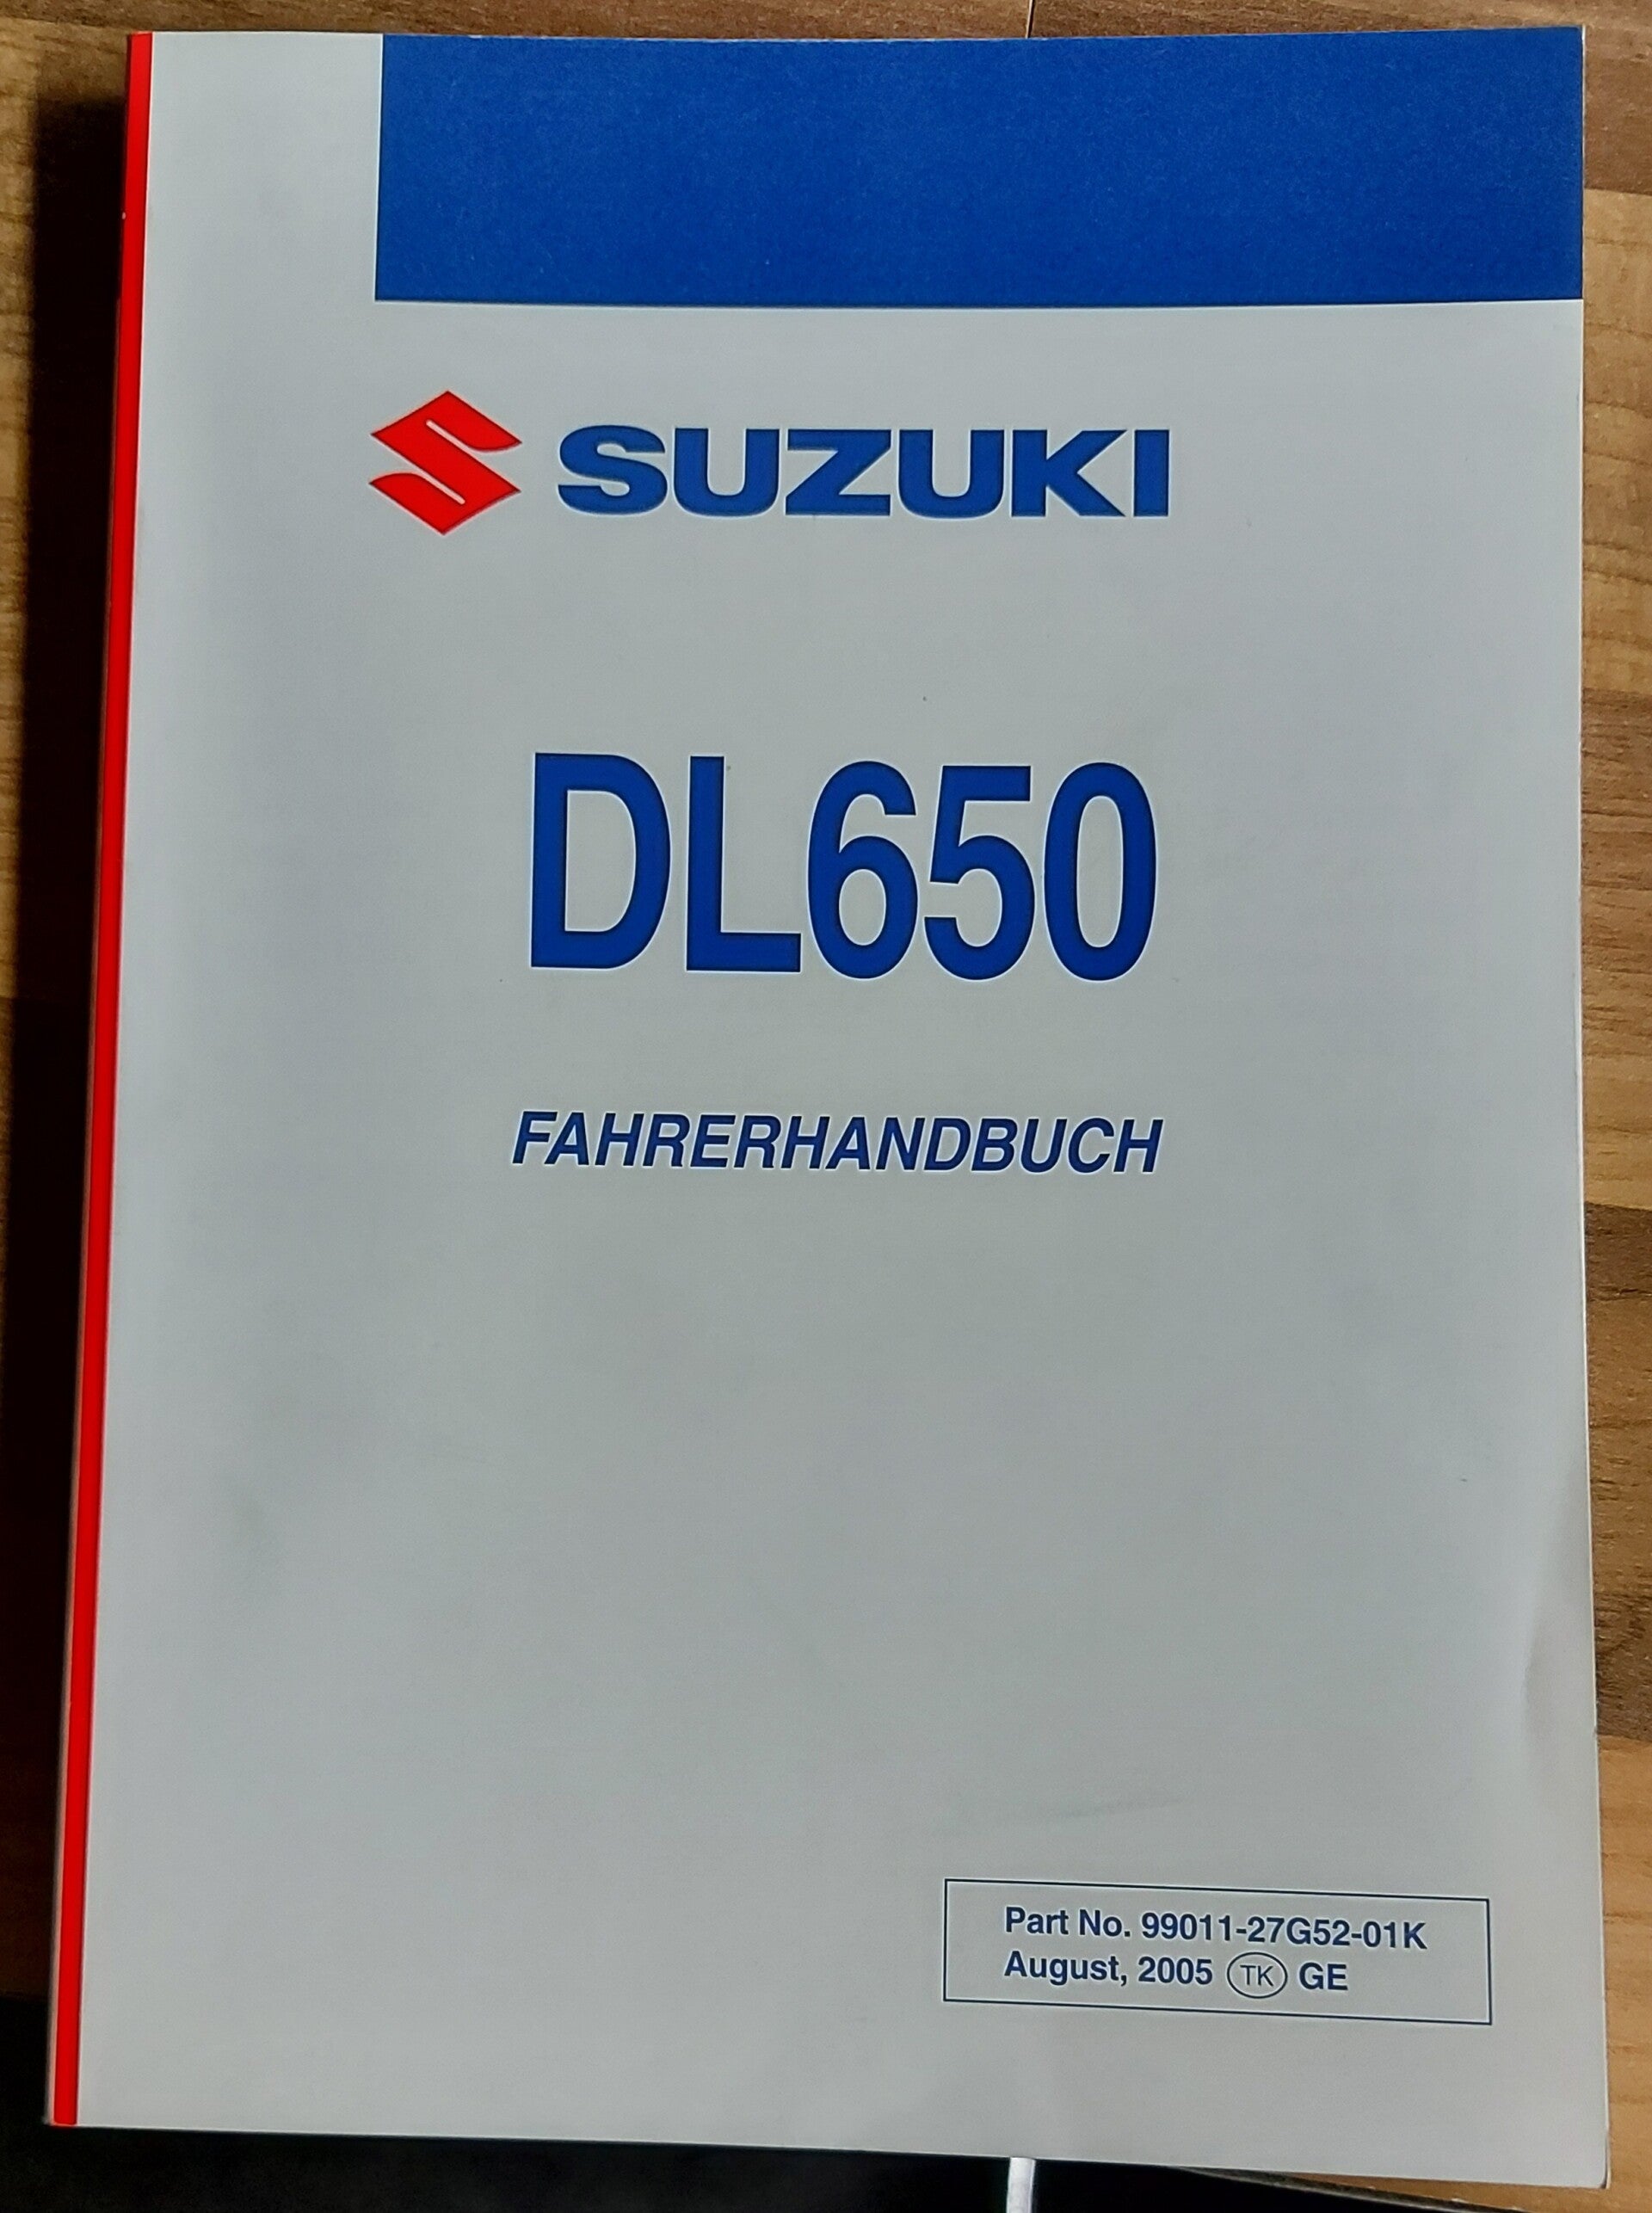 SUZUKI
DL650
FAHRERHANDBUCH
Part No. 99011-27G52-01K
August, 2005 TK GE